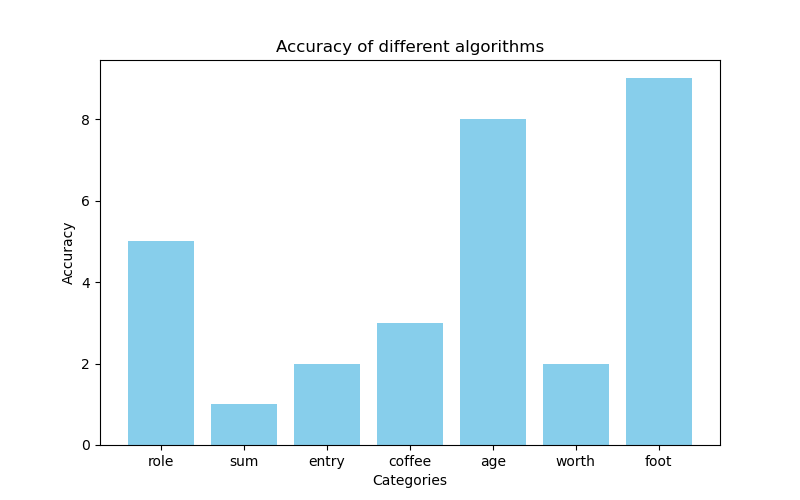 Accuracy of different algorithms
Accuracy
8
6
4
2
0
role sum entry coffee age worth foot
Categories